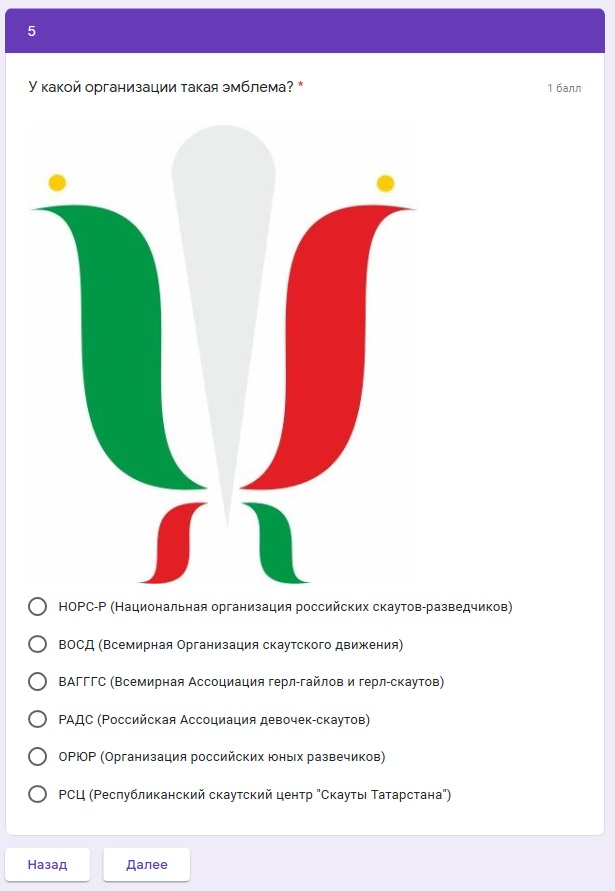 5
У какой организации такая эмблема? *
1 балл
НОРС-Р (Национальная организация российских скаутов-разведчиков)
ВОСД (Всемирная Организация скаутского движения)
ВАГГГС (Всемирная Ассоциация герл-гайлов и герл-скаутов)
РАДС (Российская Ассоциация девочек-скаутов)
ОРЮР (Организация российских юных развечиков)
РСЦ (Республиканский скаутский центр "Скауты Татарстана")
Назад
Далее